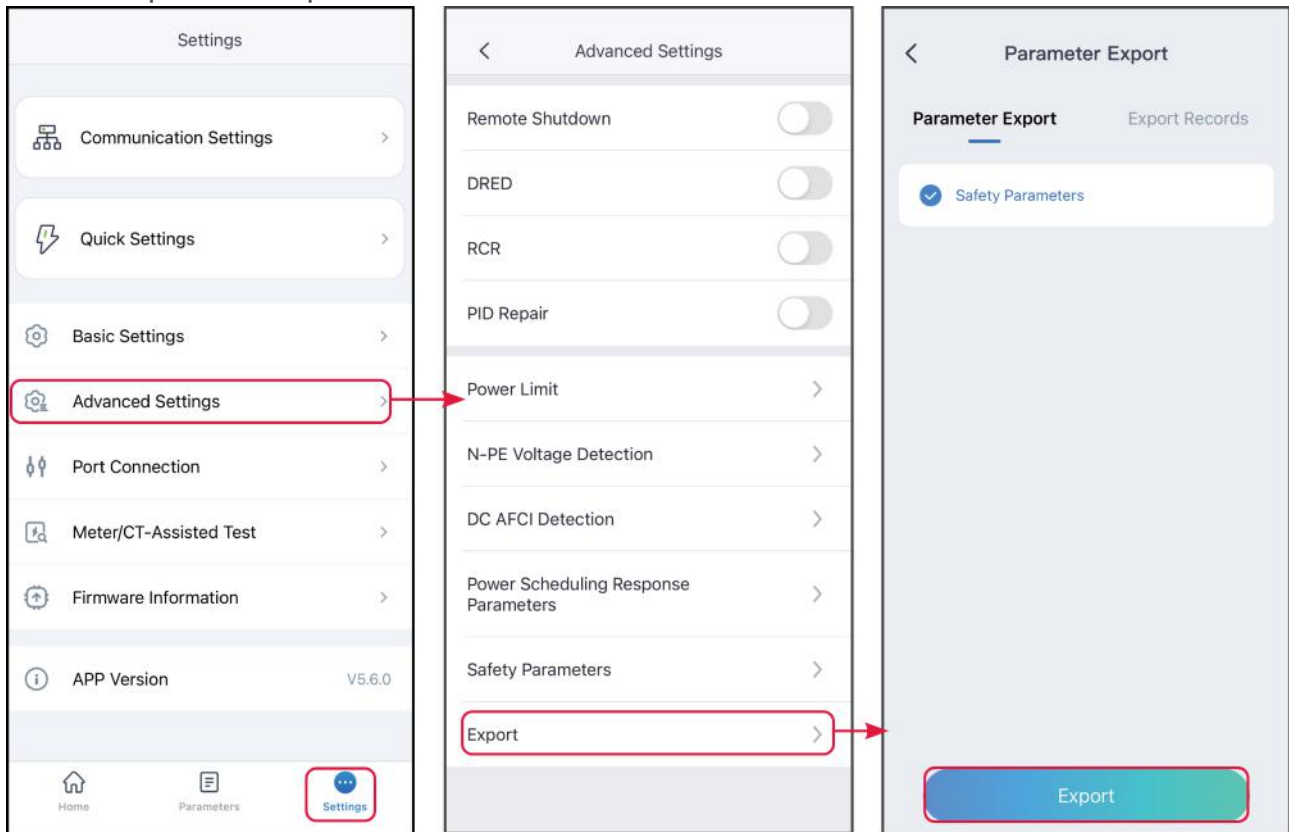 Settings
Communication Settings
Quick Settings
Basic Settings
Advanced Settings
Port Connection
Meter/CT-Assisted Test
Firmware Information
APP Version V5.6.0
Home Parameters Settings
Advanced Settings
Remote Shutdown
DRED
RCR
PID Repair
Power Limit
N-PE Voltage Detection
DC AFCI Detection
Power Scheduling Response
Parameters
Safety Parameters
Export
Parameter Export
Parameter Export Export Records
Safety Parameters
Export